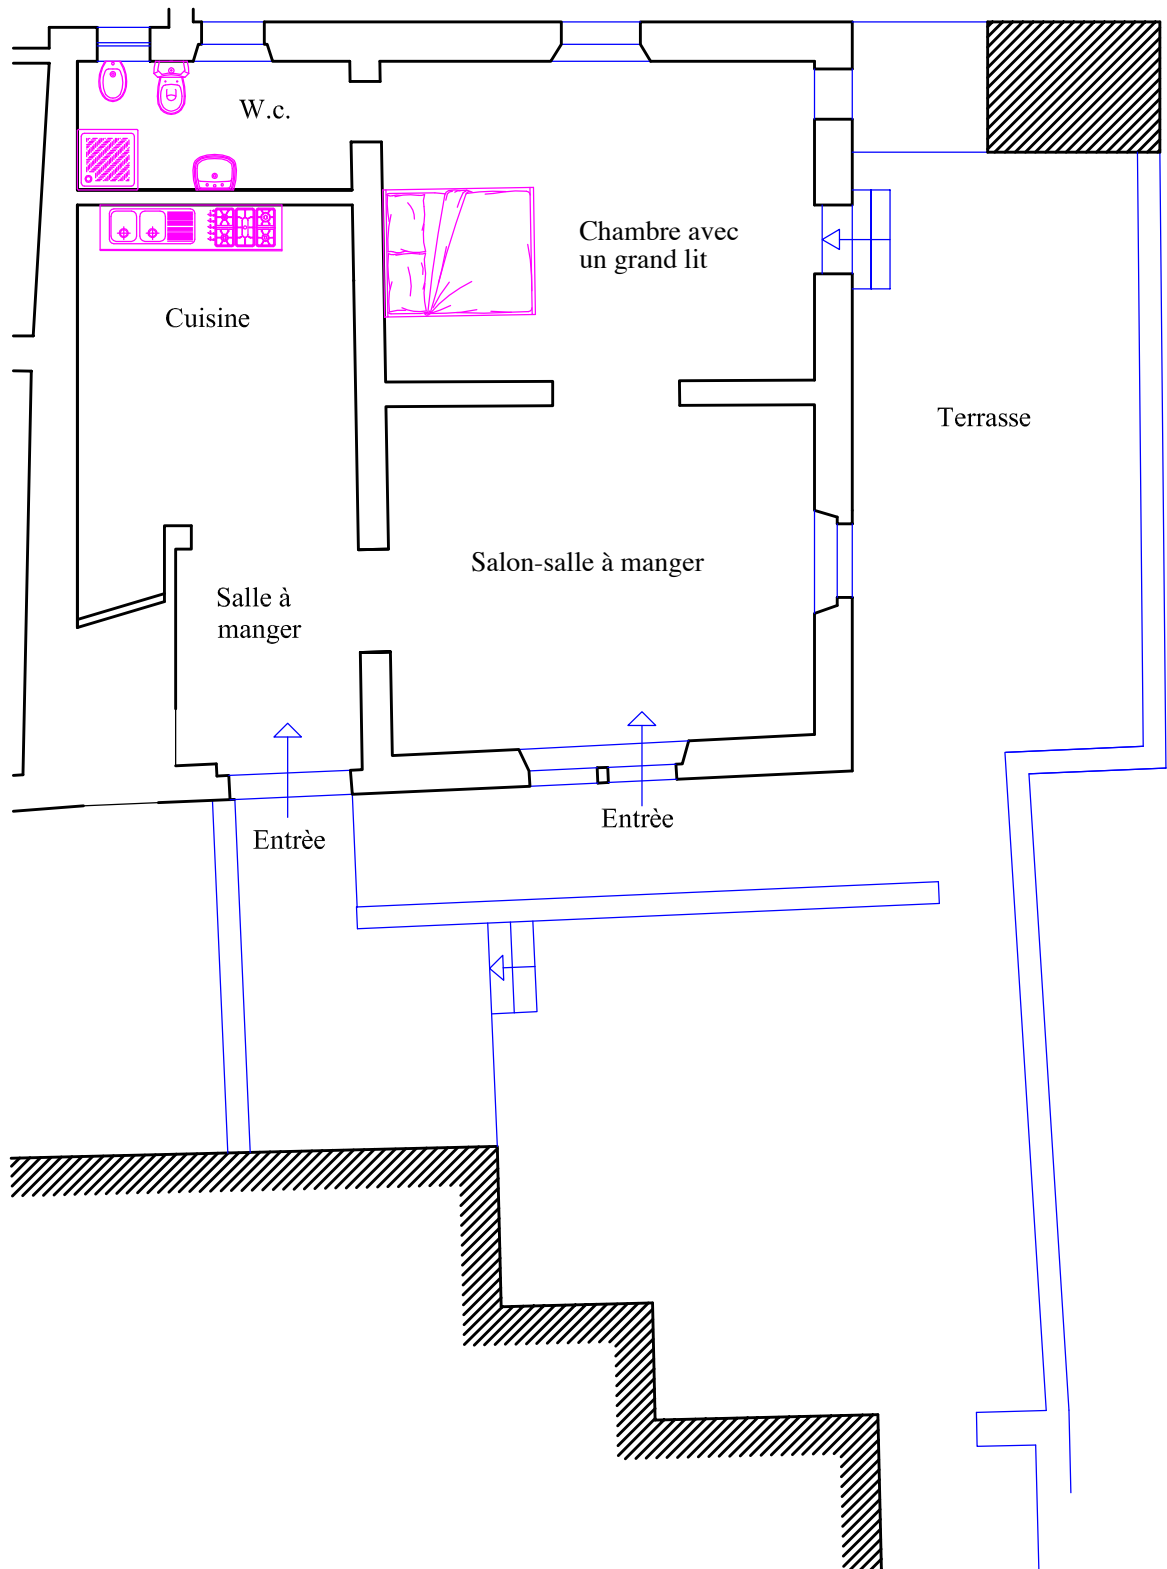 W.c.
Chambre avec
un grand lit
Cuisine
Terrasse
Salon-salle à manger
Salle à
manger
Entrèe
Entrèe